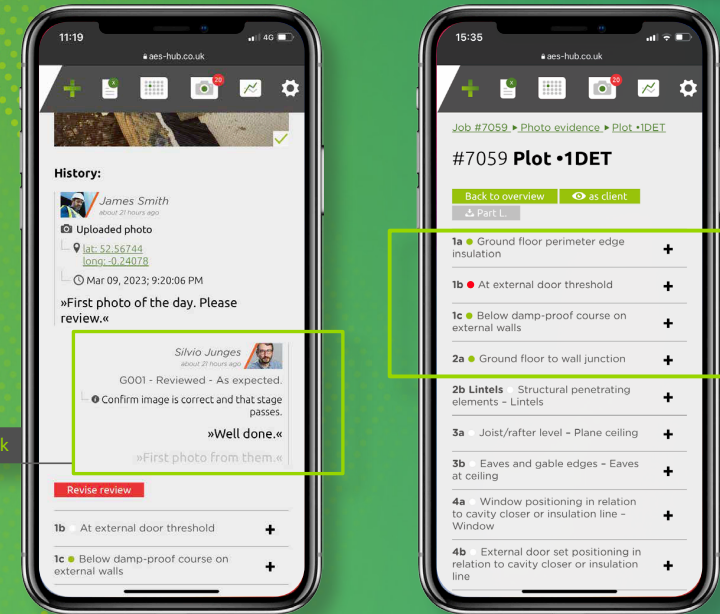 11:19
4G
aes-hub.co.uk
x
20
History:
James Smith
about 21 hours ago
Uploaded photo
lat: 52.56744
long: -0.24078
Mar 09, 2023; 9:20:06 PM
»First photo of the day. Please
review.«
Silvio Junges
about 21 hours ago
G001 - Reviewed - As expected.
Confirm image is correct and that stage
passes.
»Well done.«
»First photo from them.«
Revise review
1b At external door threshold +
1c Below damp-proof course on
external walls +
15:35
aes-hub.co.uk
x
20
Job #7059 ▸ Photo evidence ▸ Plot •1DET
#7059 Plot •1DET
Back to overview
as client
Part L.
1a Ground floor perimeter edge
insulation +
1b At external door threshold +
1c Below damp-proof course on
external walls +
2a Ground floor to wall junction +
2b Lintels Structural penetrating
elements – Lintels +
3a Joist/rafter level – Plane ceiling +
3b Eaves and gable edges – Eaves
at ceiling +
4a Window positioning in relation
to cavity closer or insulation line –
Window +
4b External door set positioning in
relation to cavity closer or insulation
line +